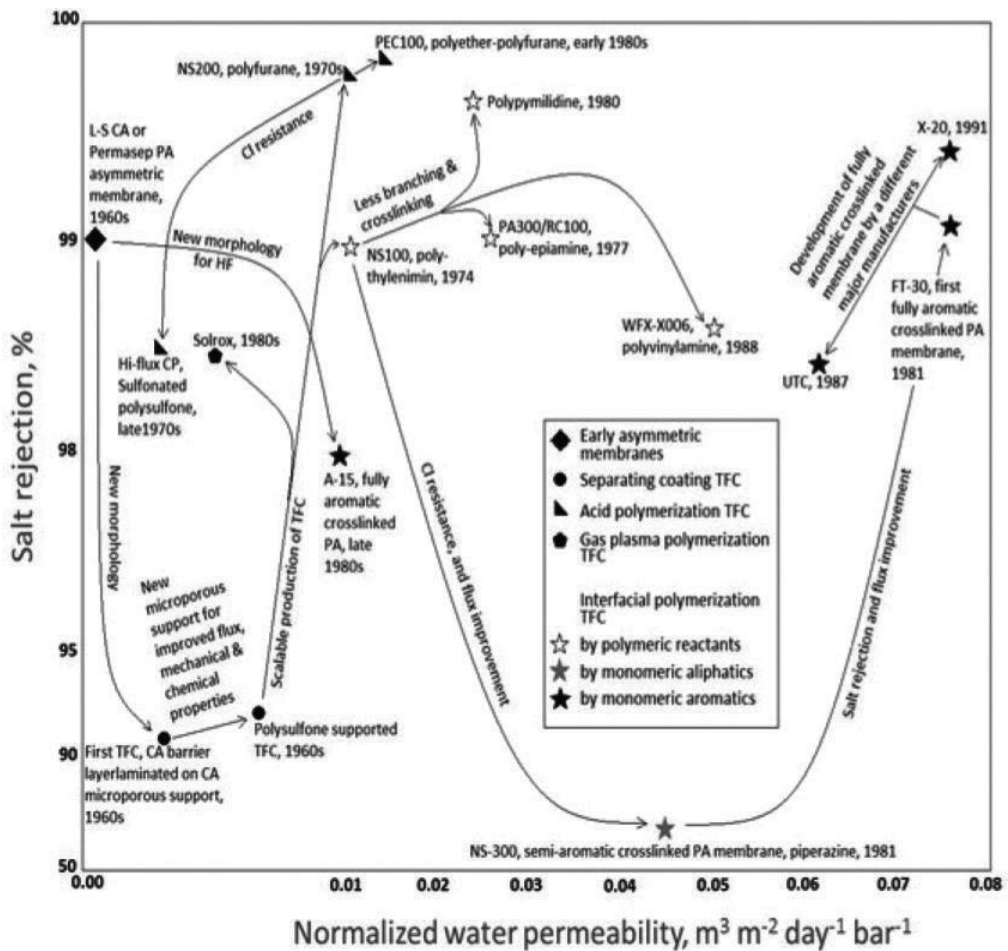 100
PEC100, polyether-polyfurane, early 1980s
NS200, polyfurane, 1970s
Polypymilidine, 1980
X-20, 1991
L-S CA or
Permasep PA
asymmetric
membrane,
1960s
Cl resistance
Less branching &
crosslinking
Development of fully
aromatic crosslinked
membrane by a different
major manufacturers
99
New morphology
for HF
NS100, poly-
thylenimin, 1974
PA300/RC100,
poly-epiamine,
1977
FT-30, first
fully aromatic
crosslinked PA
membrane,
1981
WFX-X006,
polyvinylamine, 1988
UTC, 1987
Solrox, 1980s
Hi-flux CP,
Sulfonated
polysulfone,
late1970s
98
A-15, fully
aromatic
crosslinked
PA, late
1980s
Early asymmetric
membranes
Separating coating TFC
Acid polymerization TFC
Gas plasma polymerization
TFC
Interfacial polymerization
TFC
by polymeric reactants
by monomeric aliphatics
by monomeric aromatics
New morphology
New
microporous
support for
improved flux,
mechanical &
chemical
properties
Scalable production of TFC
Cl resistance, and flux improvement
Salt rejection and flux improvement
95
Polysulfone supported
TFC, 1960s
First TFC, CA barrier
layerlaminated on CA
microporous support,
1960s
90
NS-300, semi-aromatic crosslinked PA membrane, piperazine, 1981
50
Salt rejection, %
0.00 0.01 0.02 0.03 0.04 0.05 0.06 0.07 0.08
Normalized water permeability, m³ m⁻² day⁻¹ bar⁻¹